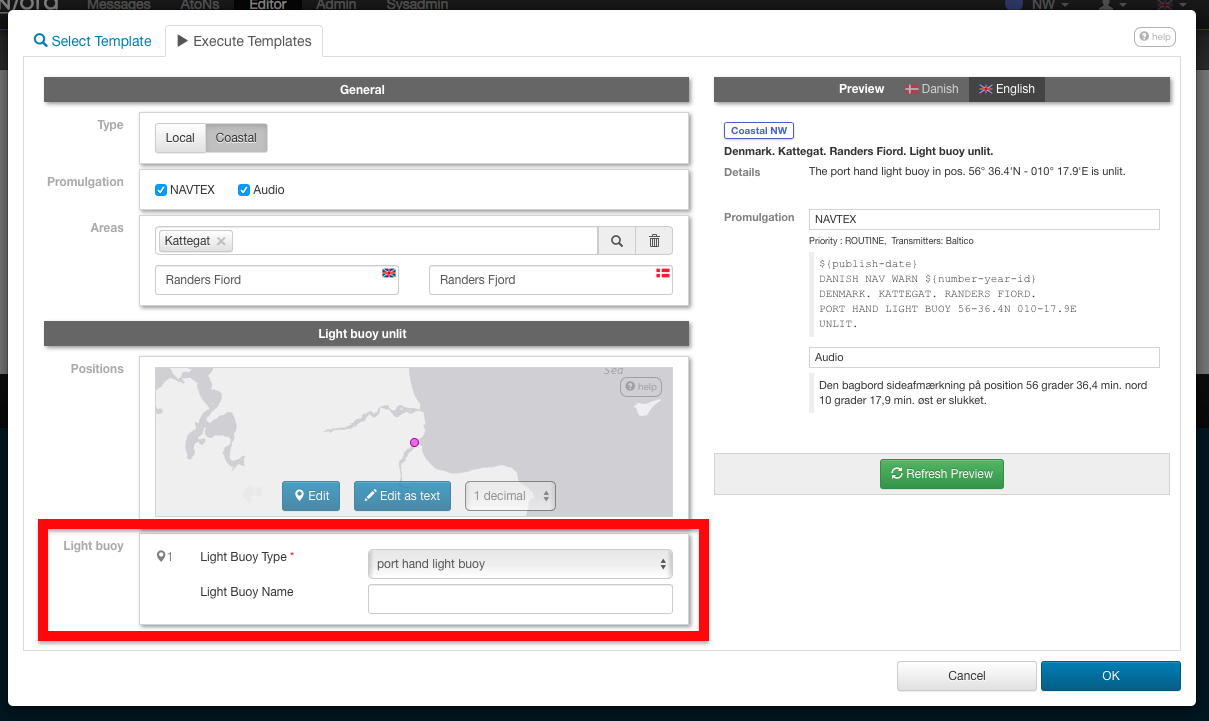 Messages AtoNs Editor Admin Sysadmin NW
Select Template Execute Templates help
General
Type
Local Coastal
Promulgation
NAVTEX Audio
Areas
Kattegat ×
Randers Fiord
Randers Fjord
Light buoy unlit
Positions
Sea
help
Edit Edit as text 1 decimal
Light buoy
1 Light Buoy Type * port hand light buoy
Light Buoy Name
Preview Danish English
Coastal NW
Denmark. Kattegat. Randers Fiord. Light buoy unlit.
Details The port hand light buoy in pos. 56° 36.4'N - 010° 17.9'E is unlit.
Promulgation NAVTEX
Priority : ROUTINE, Transmitters: Baltico
${publish-date}
DANISH NAV WARN ${number-year-id}
DENMARK. KATTEGAT. RANDERS FIORD.
PORT HAND LIGHT BUOY 56-36.4N 010-17.9E
UNLIT.
Audio
Den bagbord sideafmærkning på position 56 grader 36,4 min. nord
10 grader 17,9 min. øst er slukket.
Refresh Preview
Cancel OK